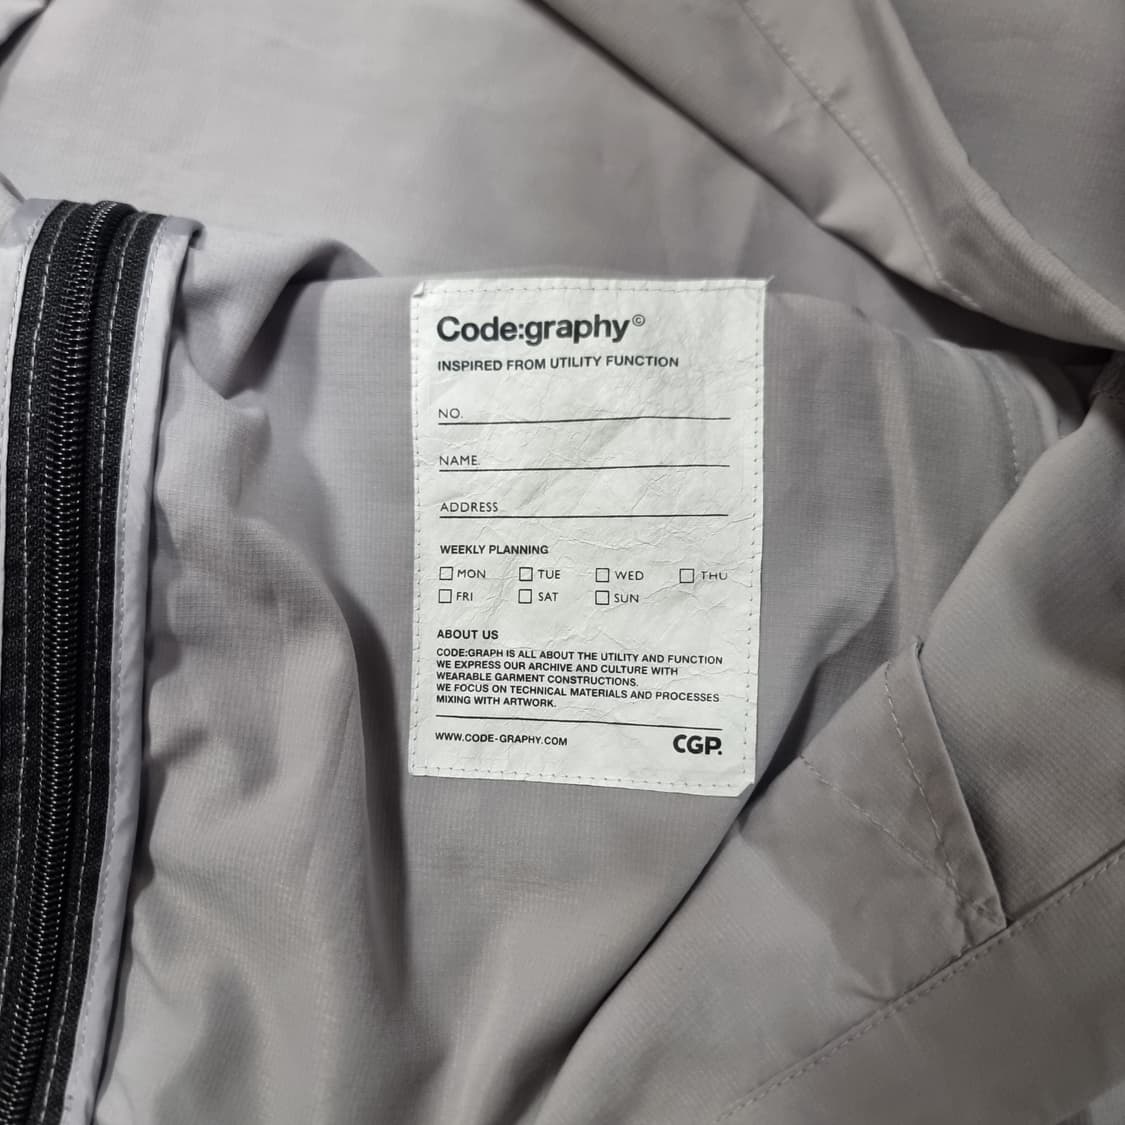 Code:graphy©
INSPIRED FROM UTILITY FUNCTION
NO.
NAME.
ADDRESS
WEEKLY PLANNING
MON TUE WED THU
FRI SAT SUN
ABOUT US
CODE:GRAPH IS ALL ABOUT THE UTILITY AND FUNCTION
WE EXPRESS OUR ARCHIVE AND CULTURE WITH
WEARABLE GARMENT CONSTRUCTIONS.
WE FOCUS ON TECHNICAL MATERIALS AND PROCESSES
MIXING WITH ARTWORK.
WWW.CODE-GRAPHY.COM CGP.